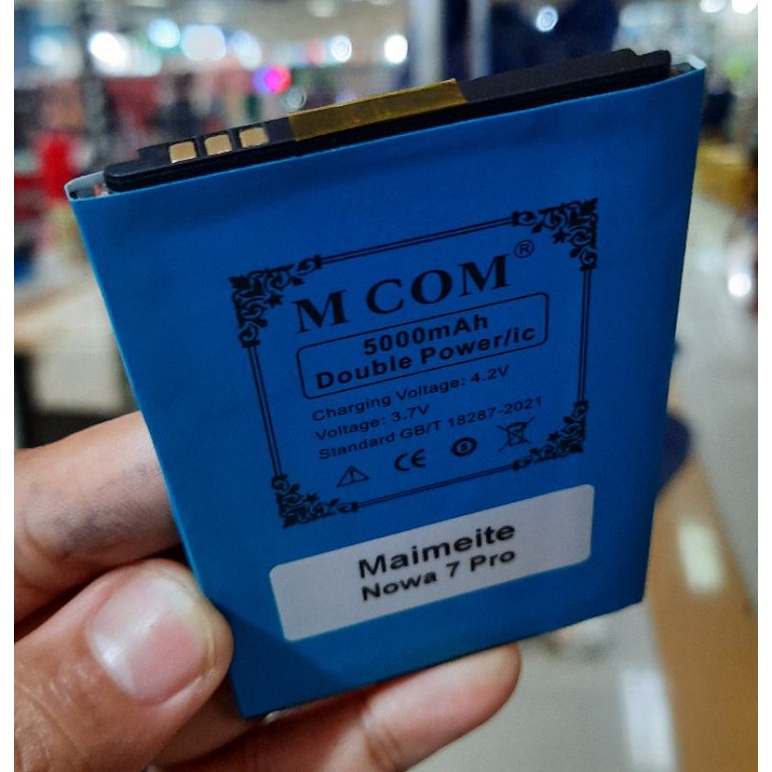 M COM®
5000mAh
Double Power/ic
Charging Voltage: 4.2V
Voltage: 3.7V
Standard GB/T 18287-2021
CE
Maimeite
Nowa 7 Pro